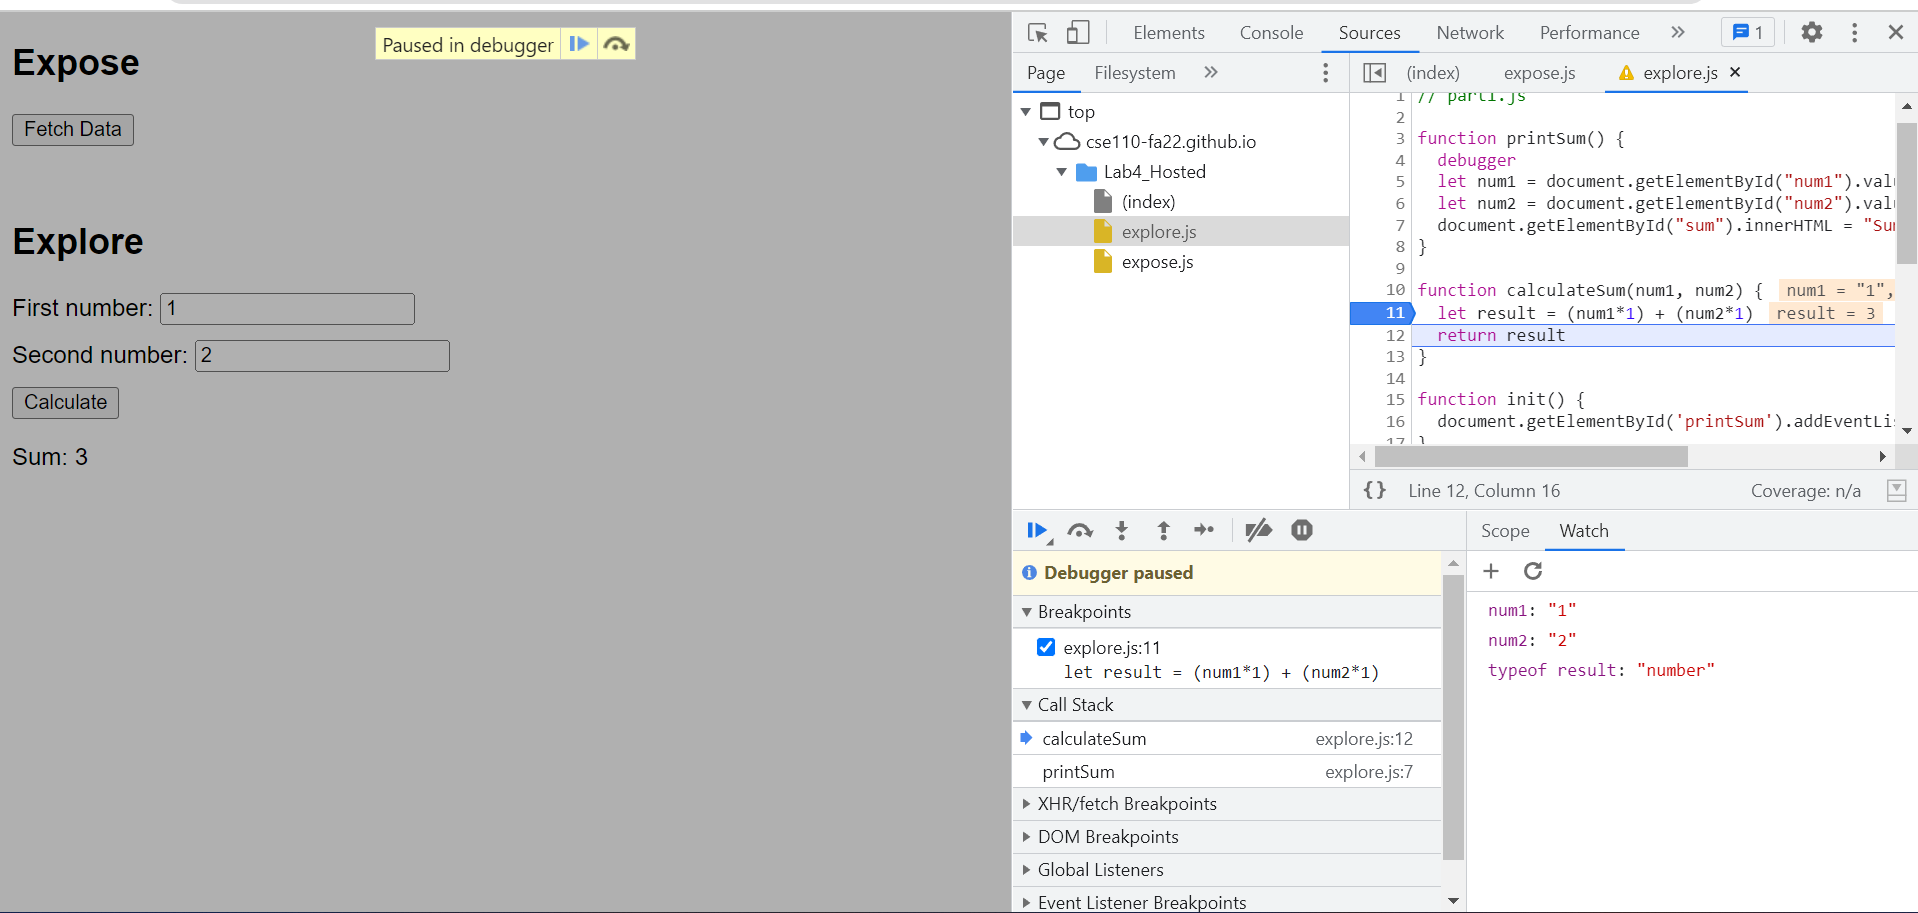 Expose
Paused in debugger
Fetch Data
Explore
First number: 1
Second number: 2
Calculate
Sum: 3
Elements Console Sources Network Performance 1
Page Filesystem
top
cse110-fa22.github.io
Lab4_Hosted
(index)
explore.js
expose.js
(index) expose.js explore.js
1 // part1.js
2
3 function printSum() {
4 debugger
5 let num1 = document.getElementById("num1").val
6 let num2 = document.getElementById("num2").val
7 document.getElementById("sum").innerHTML = "Su
8 }
9
10 function calculateSum(num1, num2) { num1 = "1",
11 let result = (num1*1) + (num2*1) result = 3
12 return result
13 }
14
15 function init() {
16 document.getElementById('printSum').addEventLi
17 }
{} Line 12, Column 16 Coverage: n/a
Debugger paused
Breakpoints
explore.js:11
let result = (num1*1) + (num2*1)
Call Stack
calculateSum explore.js:12
printSum explore.js:7
XHR/fetch Breakpoints
DOM Breakpoints
Global Listeners
Event Listener Breakpoints
Scope Watch
num1: "1"
num2: "2"
typeof result: "number"